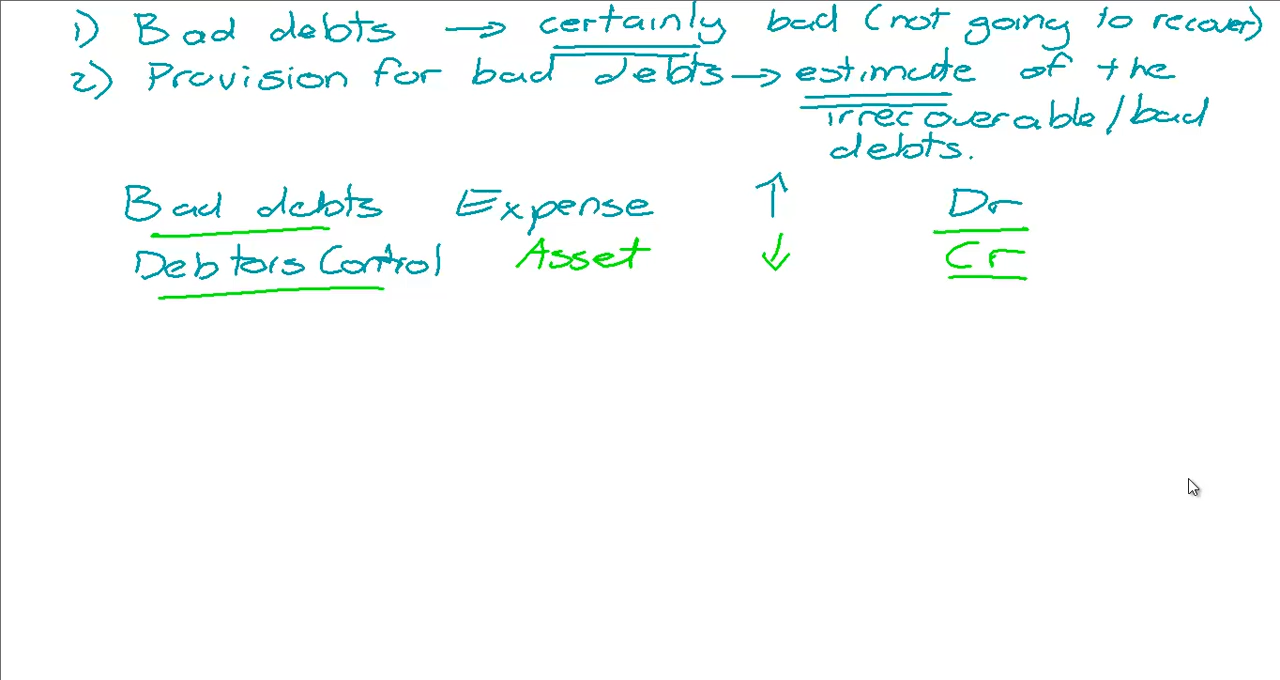 1) Bad debts → certainly bad (not going to recover)
2) Provision for bad debts → estimate of the
irrecoverable/bad
debts.
Bad debts Expense ↑ Dr
Debtors Control Asset ↓ Cr